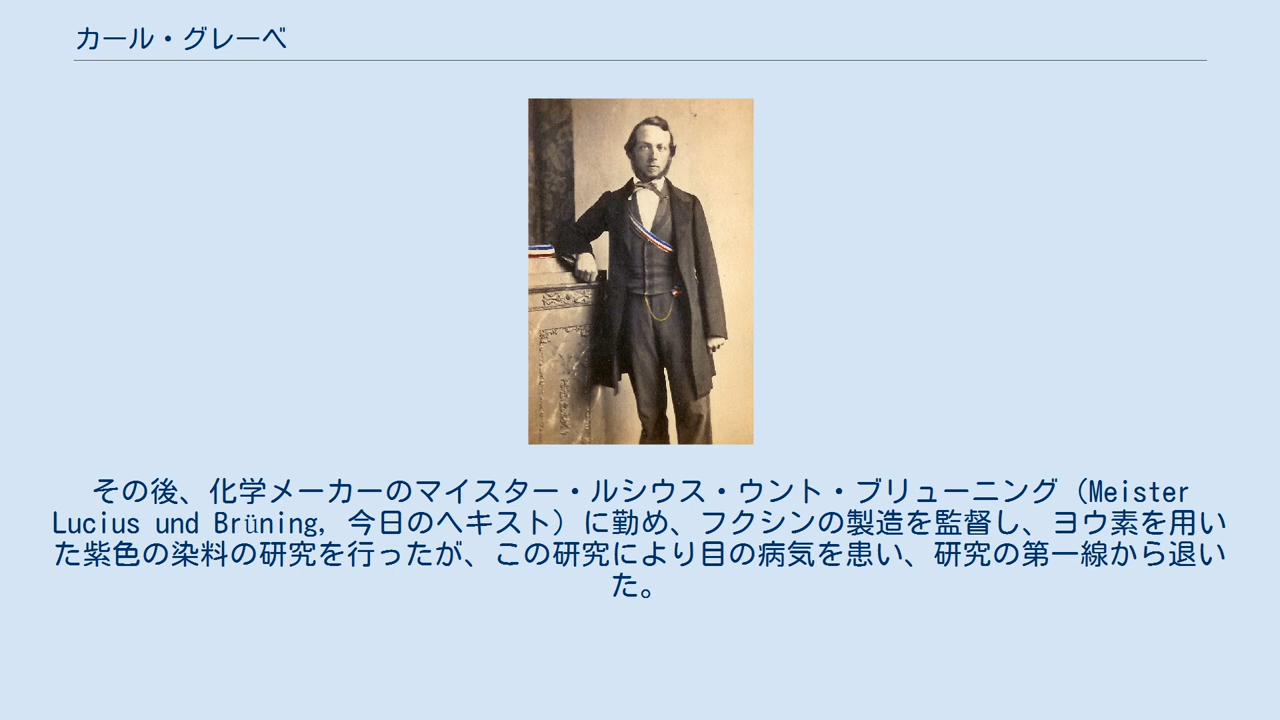 カール・グレーベ
その後、化学メーカーのマイスター・ルシウス・ウント・ブリューニング（Meister
Lucius und Brüning, 今日のヘキスト）に勤め、フクシンの製造を監督し、ヨウ素を用い
た紫色の染料の研究を行ったが、この研究により目の病気を患い、研究の第一線から退い
た。